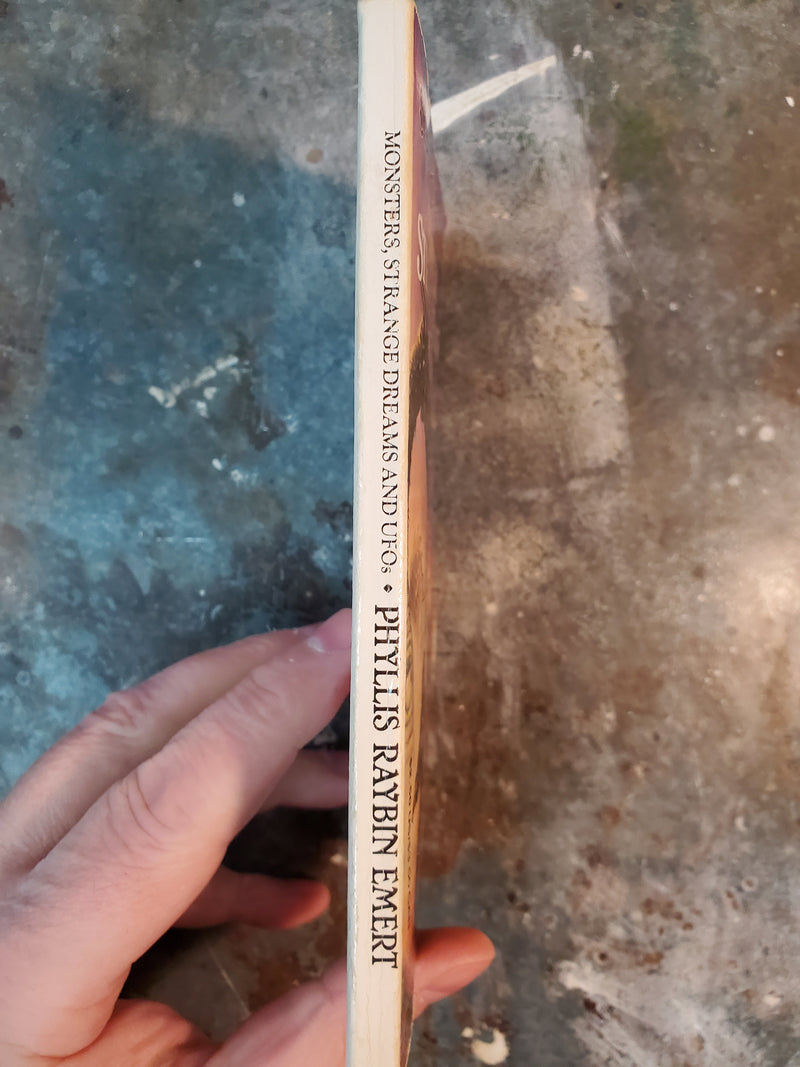 MONSTERS, STRANGE DREAMS AND UFOs ◆ PHYLLIS RAYBIN EMERT